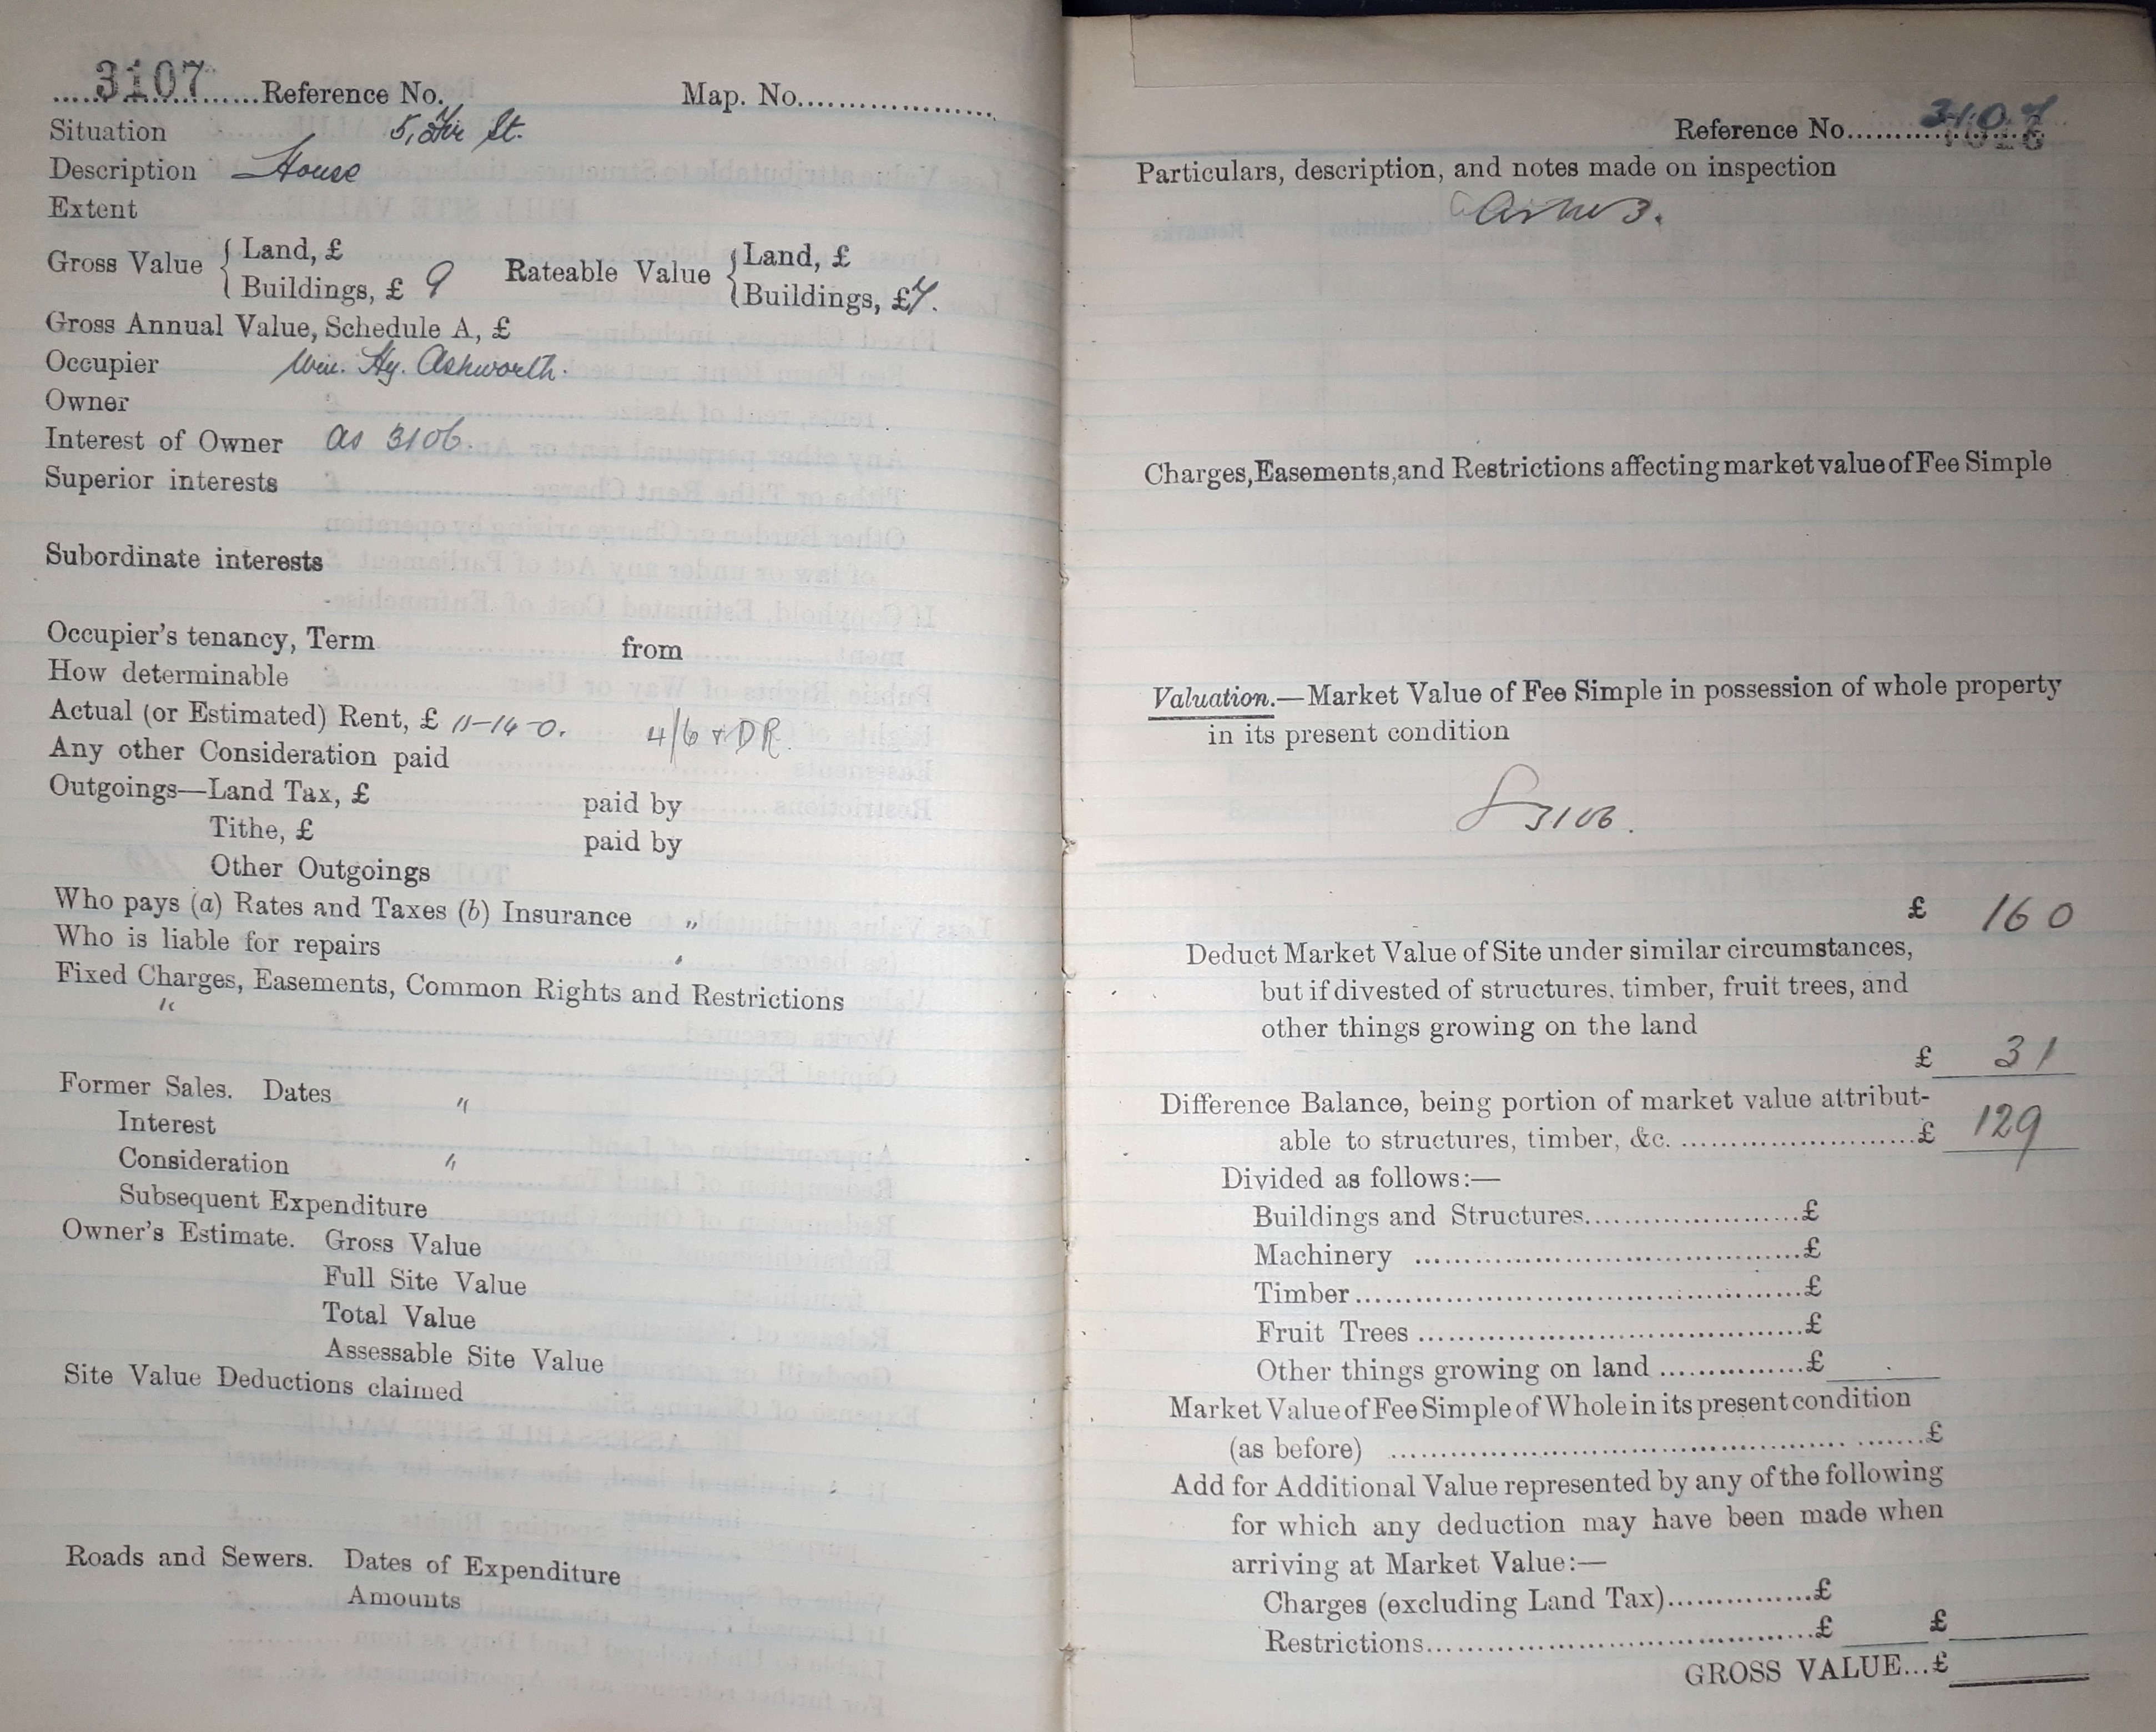 3107 Reference No. Map. No.
Situation 5, Fir St.
Description House
Extent
Gross Value { Land, £ Rateable Value { Land, £
Buildings, £ 9 Buildings, £ 7.
Gross Annual Value, Schedule A, £
Occupier Wm. Hy. Ashworth.
Owner
Interest of Owner as 3106.
Superior interests
Subordinate interests
Occupier's tenancy, Term from
How determinable
Actual (or Estimated) Rent, £ 11-14-0. 4/6 + DR.
Any other Consideration paid
Outgoings—Land Tax, £ paid by
Tithe, £ paid by
Other Outgoings
Who pays (a) Rates and Taxes (b) Insurance "
Who is liable for repairs "
Fixed Charges, Easements, Common Rights and Restrictions
"
Former Sales. Dates "
Interest
Consideration "
Subsequent Expenditure
Owner's Estimate. Gross Value
Full Site Value
Total Value
Assessable Site Value
Site Value Deductions claimed
Roads and Sewers. Dates of Expenditure
Amounts
Reference No. 3107
Particulars, description, and notes made on inspection
Charges, Easements, and Restrictions affecting market value of Fee Simple
Valuation.—Market Value of Fee Simple in possession of whole property
in its present condition
3106.
£ 160
Deduct Market Value of Site under similar circumstances,
but if divested of structures, timber, fruit trees, and
other things growing on the land
£ 31
Difference Balance, being portion of market value attribut-
able to structures, timber, &c. £ 129
Divided as follows:—
Buildings and Structures £
Machinery £
Timber £
Fruit Trees £
Other things growing on land £
Market Value of Fee Simple of Whole in its present condition
(as before) £
Add for Additional Value represented by any of the following
for which any deduction may have been made when
arriving at Market Value:—
Charges (excluding Land Tax) £
Restrictions £ £
GROSS VALUE... £